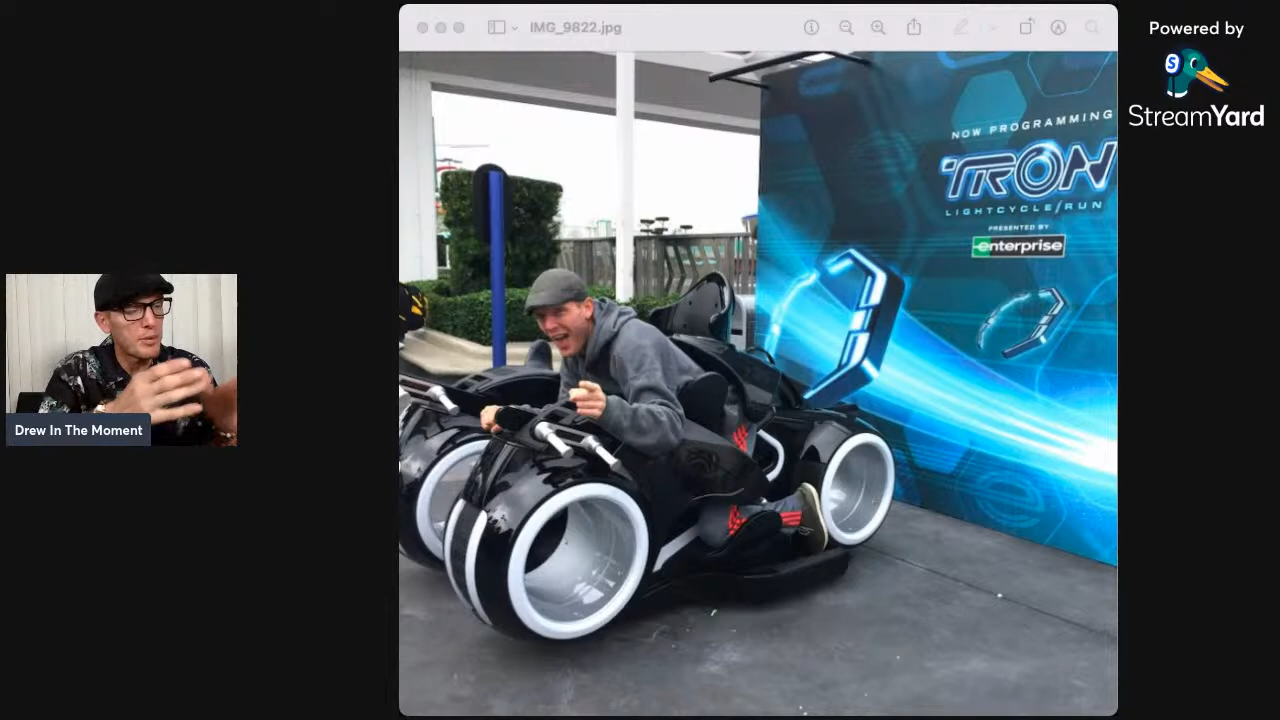 IMG_9822.jpg
Powered by
S
StreamYard
NOW PROGRAMMING
TRON
LIGHTCYCLE/RUN
PRESENTED BY
enterprise
Drew In The Moment